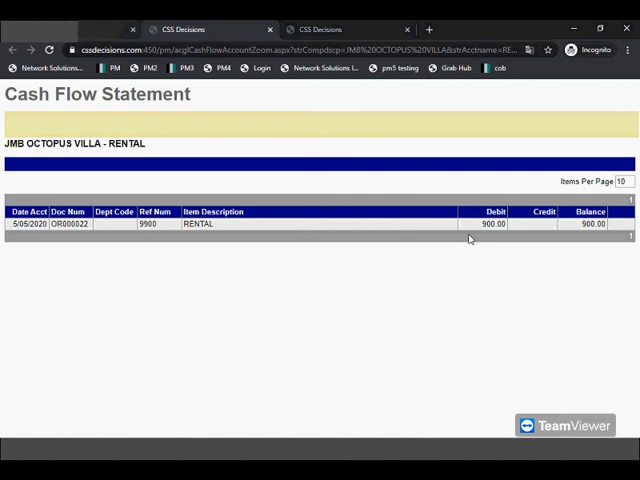 CSS Decisions
CSS Decisions
cssdecisions.com:450/pm/acglCashFlowAccountZoom.aspx?strCompdscp=JMB%20OCTOPUS%20VILLA&strAcctname=RE...
Incognito
Network Solutions... PM PM2 PM3 PM4 Login Network Solutions I... pm5 testing Grab Hub cob
Cash Flow Statement
JMB OCTOPUS VILLA - RENTAL
Items Per Page 10
1
Date Acct Doc Num Dept Code Ref Num Item Description Debit Credit Balance
5/05/2020 OR000022 9900 RENTAL 900.00 900.00
1
TeamViewer